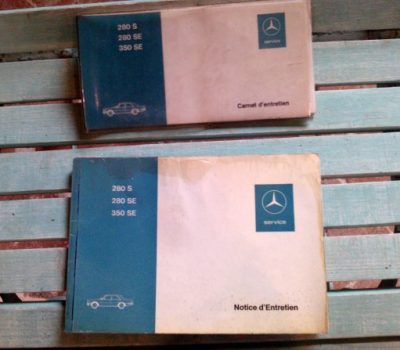 280 S
280 SE
350 SE
service
Carnet d'entretien
280 S
280 SE
350 SE
service
Notice d'Entretien